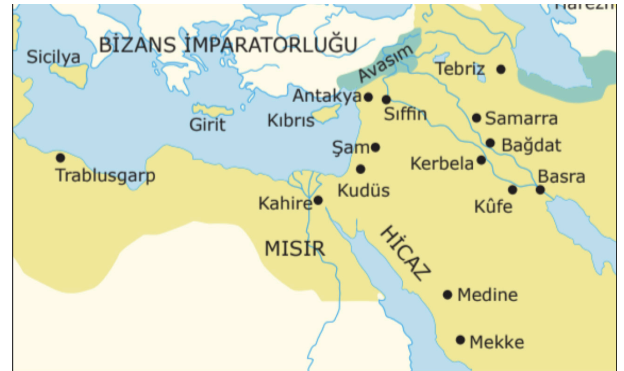 Harezm
BİZANS İMPARATORLUĞU
Sicilya
Avasım
Tebriz
Antakya
Sıffin
Girit
Kıbrıs
Samarra
Şam
Bağdat
Trablusgarp
Kerbela
Basra
Kudüs
Kahire
Kûfe
MISIR
HİCAZ
Medine
Mekke